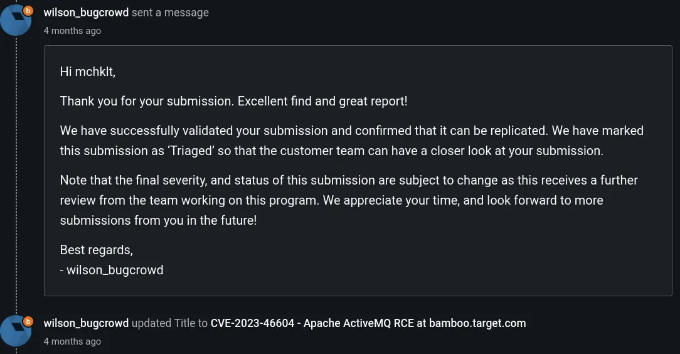 wilson_bugcrowd sent a message
4 months ago
Hi mchklt,
Thank you for your submission. Excellent find and great report!
We have successfully validated your submission and confirmed that it can be replicated. We have marked
this submission as ‘Triaged’ so that the customer team can have a closer look at your submission.
Note that the final severity, and status of this submission are subject to change as this receives a further
review from the team working on this program. We appreciate your time, and look forward to more
submissions from you in the future!
Best regards,
- wilson_bugcrowd
wilson_bugcrowd updated Title to CVE-2023-46604 - Apache ActiveMQ RCE at bamboo.target.com
4 months ago